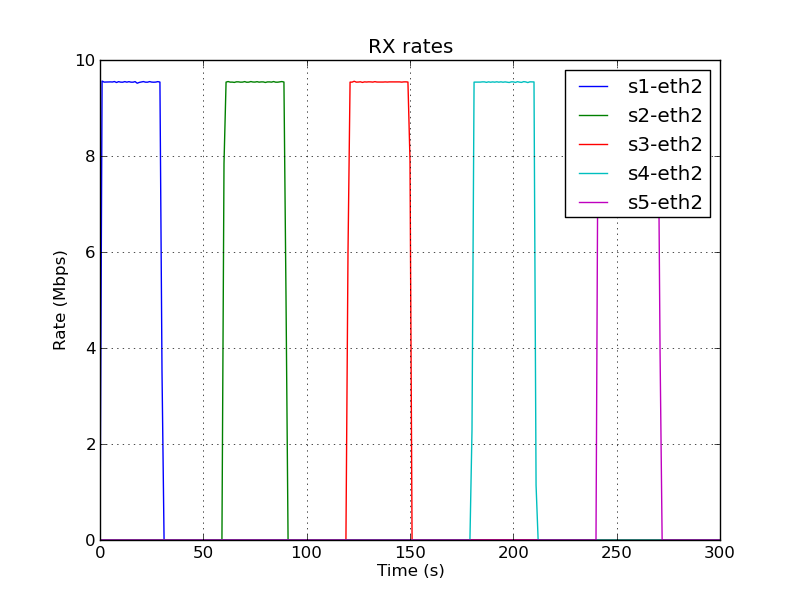 RX rates
10
8
6
4
2
0
Rate (Mbps)
s1-eth2
s2-eth2
s3-eth2
s4-eth2
s5-eth2
0 50 100 150 200 250 300
Time (s)